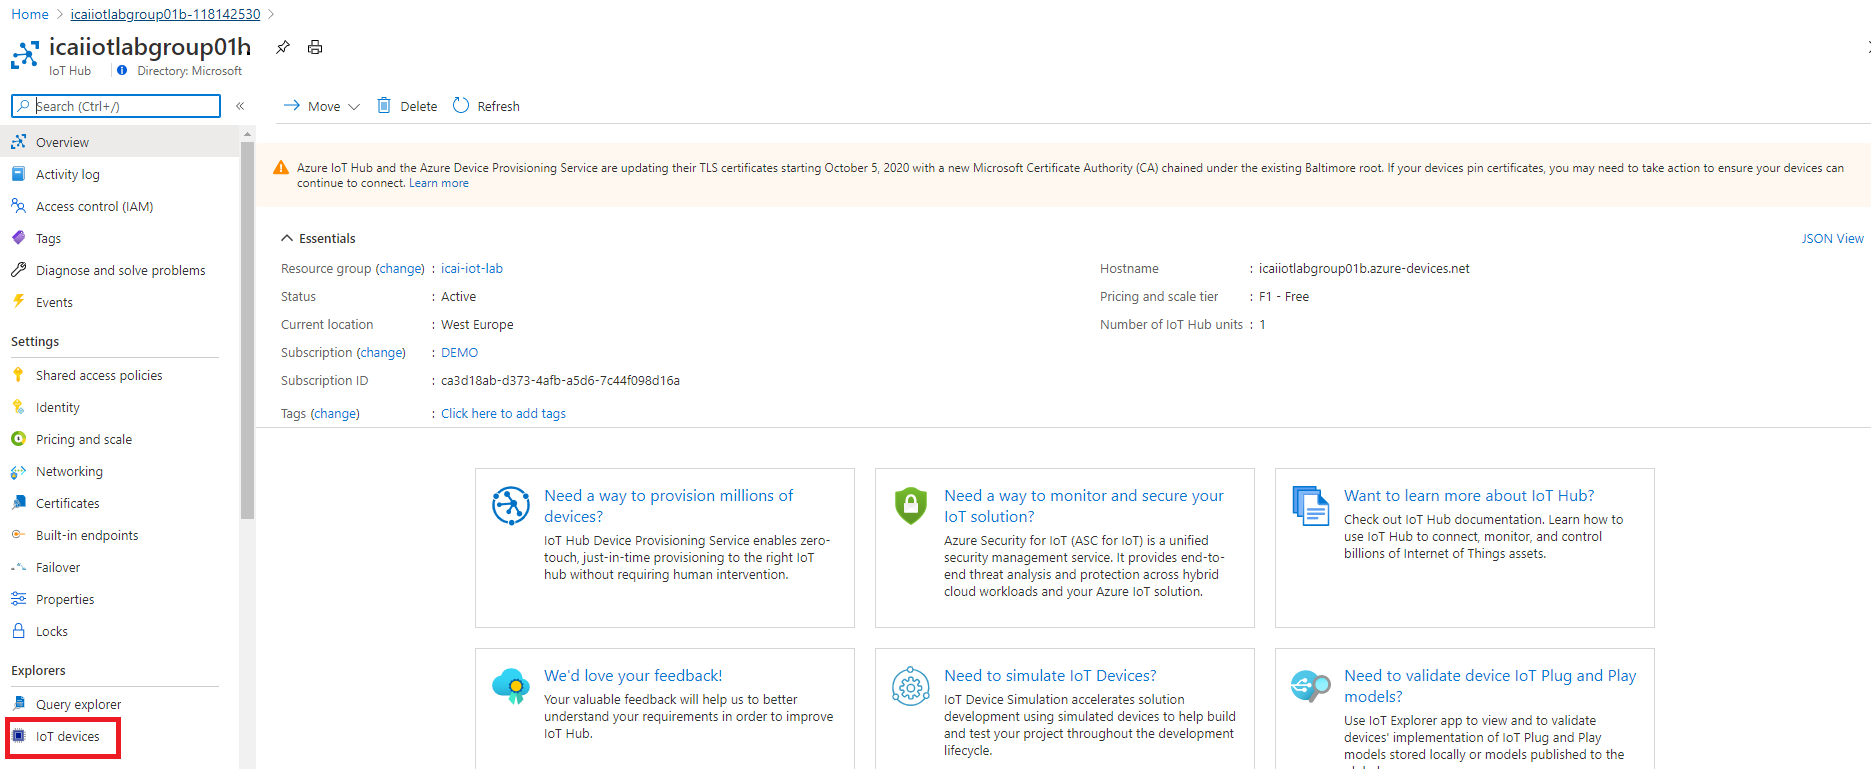 Home > icaiiotlabgroup01b-118142530 >
icaiiotlabgroup01b
IoT Hub
Directory: Microsoft
Search (Ctrl+/)
«
Overview
Activity log
Access control (IAM)
Tags
Diagnose and solve problems
Events
Settings
Shared access policies
Identity
Pricing and scale
Networking
Certificates
Built-in endpoints
Failover
Properties
Locks
Explorers
Query explorer
IoT devices
Move
Delete
Refresh
Azure IoT Hub and the Azure Device Provisioning Service are updating their TLS certificates starting October 5, 2020 with a new Microsoft Certificate Authority (CA) chained under the existing Baltimore root. If your devices pin certificates, you may need to take action to ensure your devices can
continue to connect. Learn more
Essentials
JSON View
Resource group (change) : icai-iot-lab
Status : Active
Current location : West Europe
Subscription (change) : DEMO
Subscription ID : ca3d18ab-d373-4afb-a5d6-7c44f098d16a
Tags (change) : Click here to add tags
Hostname : icaiiotlabgroup01b.azure-devices.net
Pricing and scale tier : F1 - Free
Number of IoT Hub units : 1
Need a way to provision millions of
devices?
IoT Hub Device Provisioning Service enables zero-
touch, just-in-time provisioning to the right IoT
hub without requiring human intervention.
Need a way to monitor and secure your
IoT solution?
Azure Security for IoT (ASC for IoT) is a unified
security management service. It provides end-to-
end threat analysis and protection across hybrid
cloud workloads and your Azure IoT solution.
Want to learn more about IoT Hub?
Check out IoT Hub documentation. Learn how to
use IoT Hub to connect, monitor, and control
billions of Internet of Things assets.
We'd love your feedback!
Your valuable feedback will help us to better
understand your requirements in order to improve
IoT Hub.
Need to simulate IoT Devices?
IoT Device Simulation accelerates solution
development using simulated devices to help build
and test your project throughout the development
lifecycle.
Need to validate device IoT Plug and Play
models?
Use IoT Explorer app to view and to validate
devices' implementation of IoT Plug and Play
models stored locally or models published to the